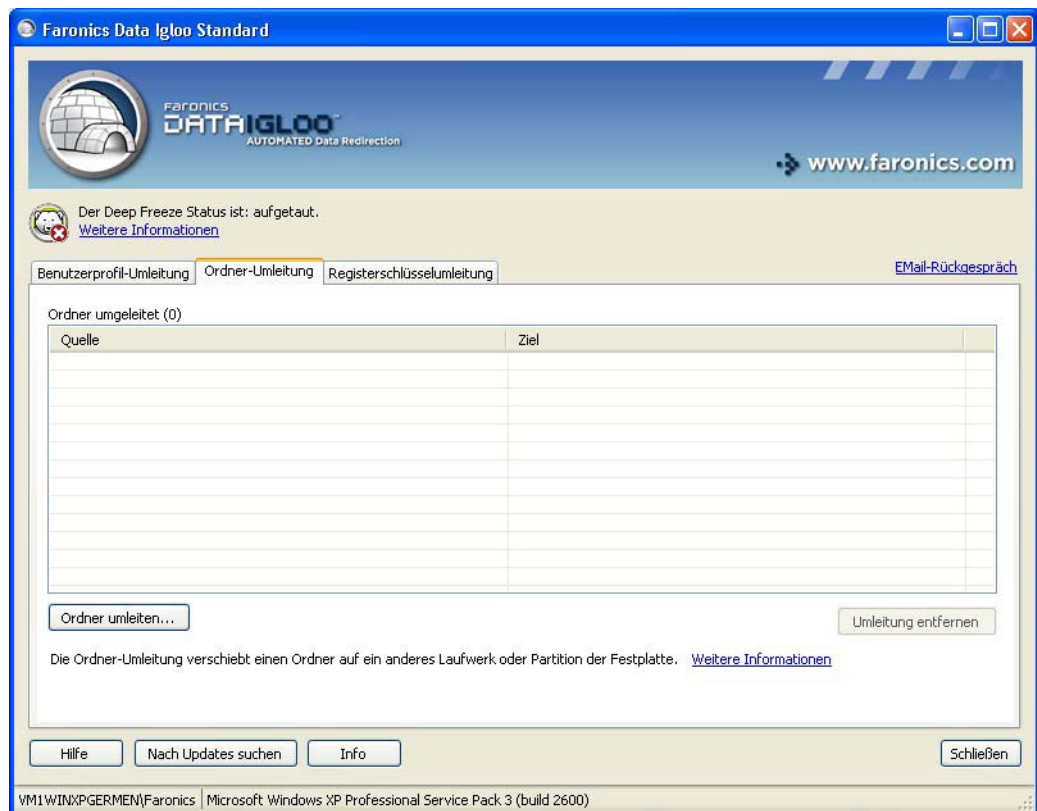 Faronics Data Igloo Standard
Faronics
DATAIGLOO™
AUTOMATED Data Redirection
www.faronics.com
Der Deep Freeze Status ist: aufgetaut.
Weitere Informationen
Benutzerprofil-Umleitung Ordner-Umleitung Registerschlüsselumleitung EMail-Rückgespräch
Ordner umgeleitet (0)
Quelle Ziel
Ordner umleiten... Umleitung entfernen
Die Ordner-Umleitung verschiebt einen Ordner auf ein anderes Laufwerk oder Partition der Festplatte. Weitere Informationen
Hilfe Nach Updates suchen Info Schließen
VM1WINXPGERMEN\Faronics Microsoft Windows XP Professional Service Pack 3 (build 2600)